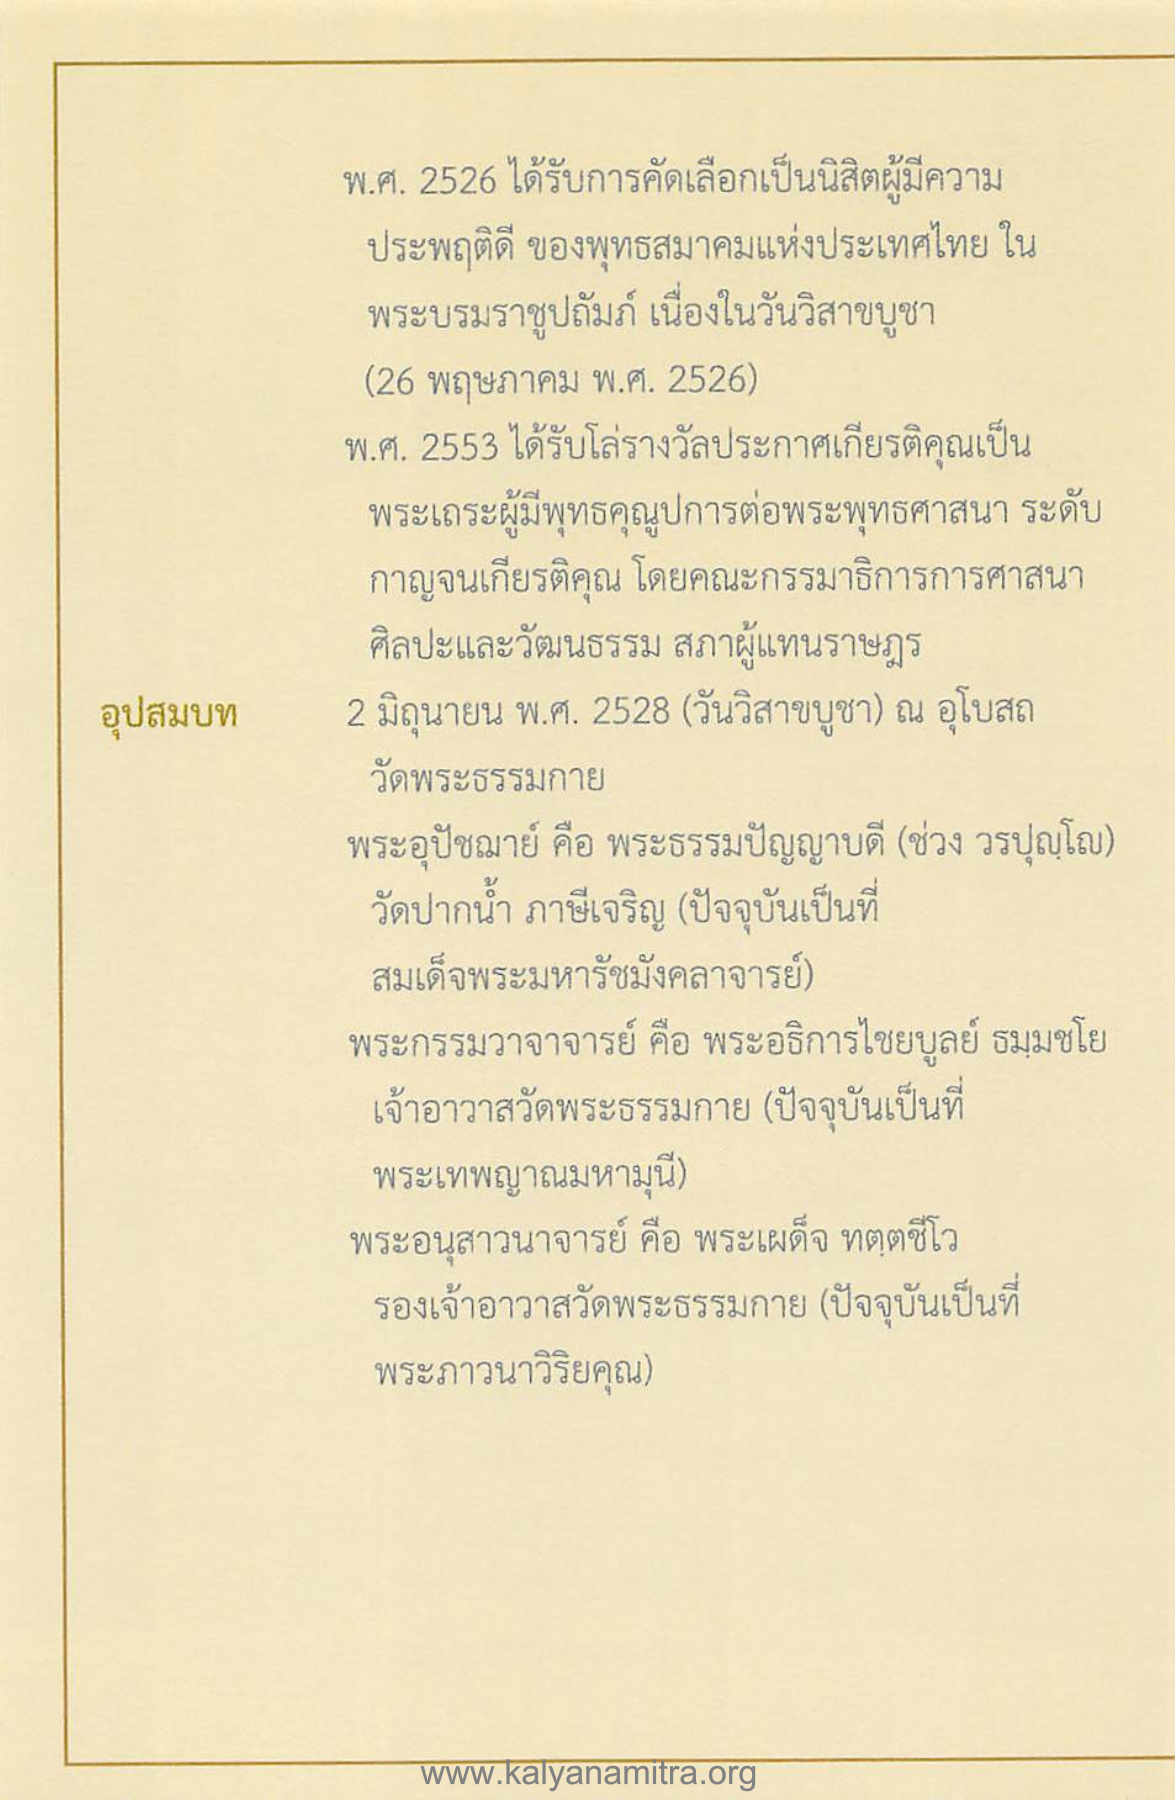 พ.ศ. 2526 ได้รับการคัดเลือกเป็นนิสิตผู้มีความ
ประพฤติดี ของพุทธสมาคมแห่งประเทศไทย ใน
พระบรมราชูปถัมภ์ เนื่องในวันวิสาขบูชา
(26 พฤษภาคม พ.ศ. 2526)
พ.ศ. 2553 ได้รับโล่รางวัลประกาศเกียรติคุณเป็น
พระเถระผู้มีพุทธคุณูปการต่อพระพุทธศาสนา ระดับ
กาญจนเกียรติคุณ โดยคณะกรรมาธิการการศาสนา
ศิลปะและวัฒนธรรม สภาผู้แทนราษฎร
อุปสมบท 2 มิถุนายน พ.ศ. 2528 (วันวิสาขบูชา) ณ อุโบสถ
วัดพระธรรมกาย
พระอุปัชฌาย์ คือ พระธรรมปัญญาบดี (ช่วง วรปุญฺโญ)
วัดปากน้ำ ภาษีเจริญ (ปัจจุบันเป็นที่
สมเด็จพระมหารัชมังคลาจารย์)
พระกรรมวาจาจารย์ คือ พระอธิการไชยบูลย์ ธมฺมชโย
เจ้าอาวาสวัดพระธรรมกาย (ปัจจุบันเป็นที่
พระเทพญาณมหามุนี)
พระอนุสาวนาจารย์ คือ พระเผด็จ ทตฺตชีโว
รองเจ้าอาวาสวัดพระธรรมกาย (ปัจจุบันเป็นที่
พระภาวนาวิริยคุณ)
www.kalyanamitra.org